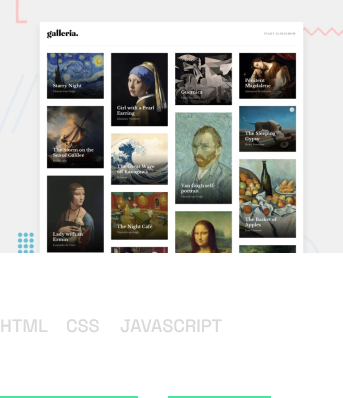 galleria.
START SLIDESHOW
Starry Night
Girl with a Pearl
Earring
Guernica
Penitent
Magdalene
The Storm on the
Sea of Galilee
The Great Wave
off Kanagawa
Van Gogh self-
portrait
The Sleeping
Gypsy
Lady with an
Ermine
The Night Café
The Basket of
Apples
HTML CSS JAVASCRIPT